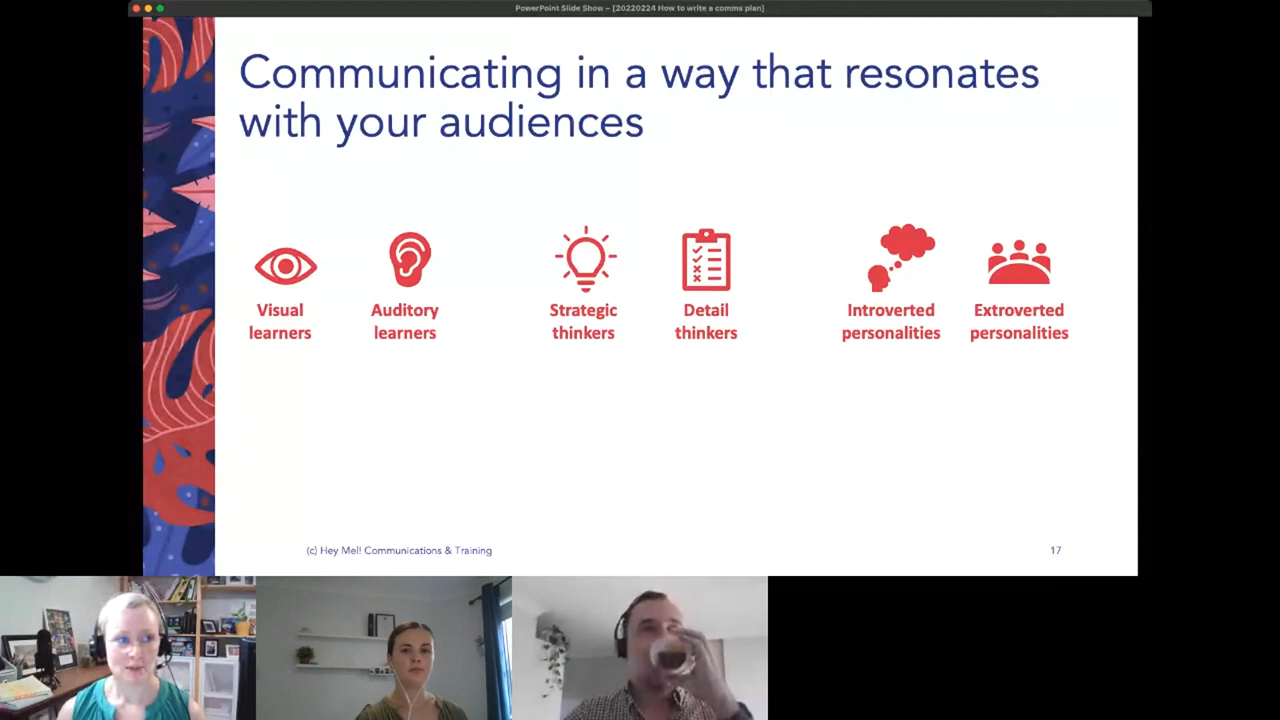 PowerPoint Slide Show – [20220224 How to write a comms plan]
Communicating in a way that resonates
with your audiences
Visual
learners
Auditory
learners
Strategic
thinkers
Detail
thinkers
Introverted
personalities
Extroverted
personalities
(c) Hey Mel! Communications & Training
17